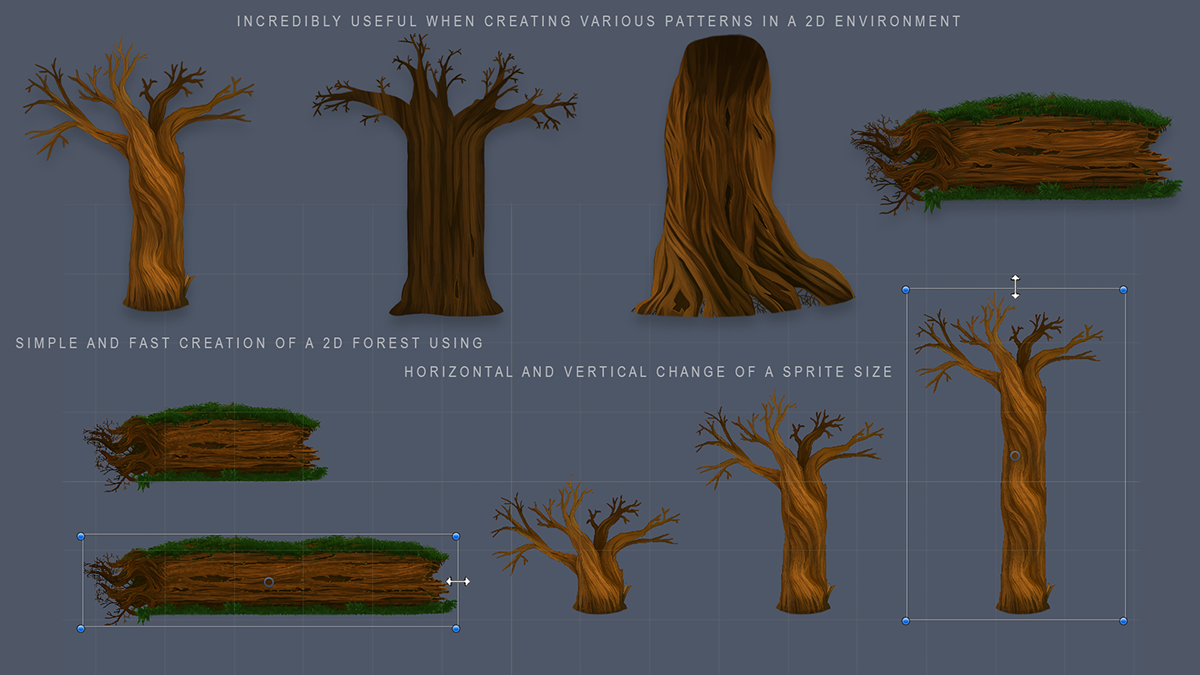 INCREDIBLY USEFUL WHEN CREATING VARIOUS PATTERNS IN A 2D ENVIRONMENT
SIMPLE AND FAST CREATION OF A 2D FOREST USING
HORIZONTAL AND VERTICAL CHANGE OF A SPRITE SIZE